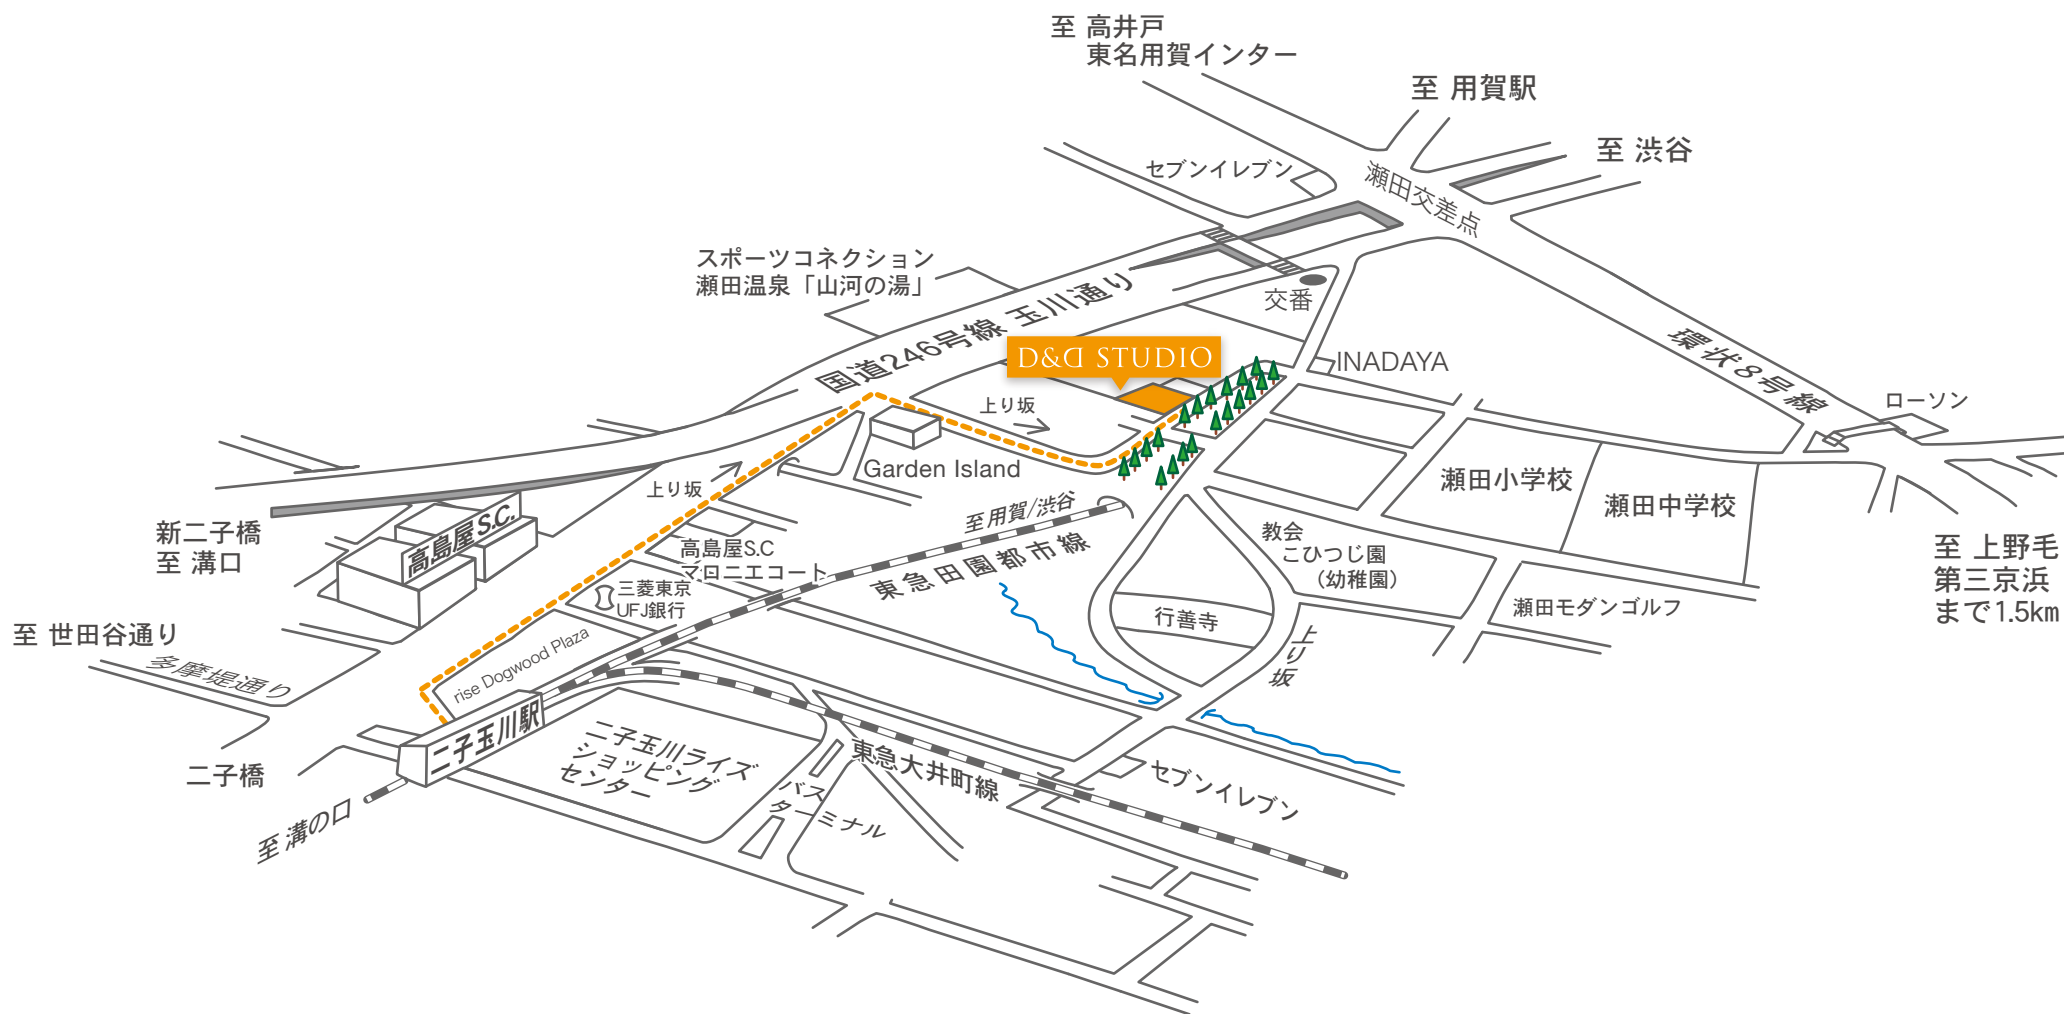 至 高井戸
東名用賀インター
至 用賀駅
至 渋谷
セブンイレブン
瀬田交差点
スポーツコネクション
瀬田温泉「山河の湯」
交番
国道246号線 玉川通り
D&D STUDIO
INADAYA
環状8号線
ローソン
上り坂
Garden Island
上り坂
瀬田小学校
瀬田中学校
新二子橋
至 溝口
高島屋S.C.
至用賀/渋谷
東急田園都市線
教会
こひつじ園
(幼稚園)
至 上野毛
第三京浜
まで1.5km
高島屋S.C
マロニエコート
三菱東京
UFJ銀行
行善寺
瀬田モダンゴルフ
上り坂
至 世田谷通り
多摩堤通り
rise Dogwood Plaza
二子玉川駅
二子橋
二子玉川ライズ
ショッピング
センター
東急大井町線
セブンイレブン
バス
ターミナル
至溝の口